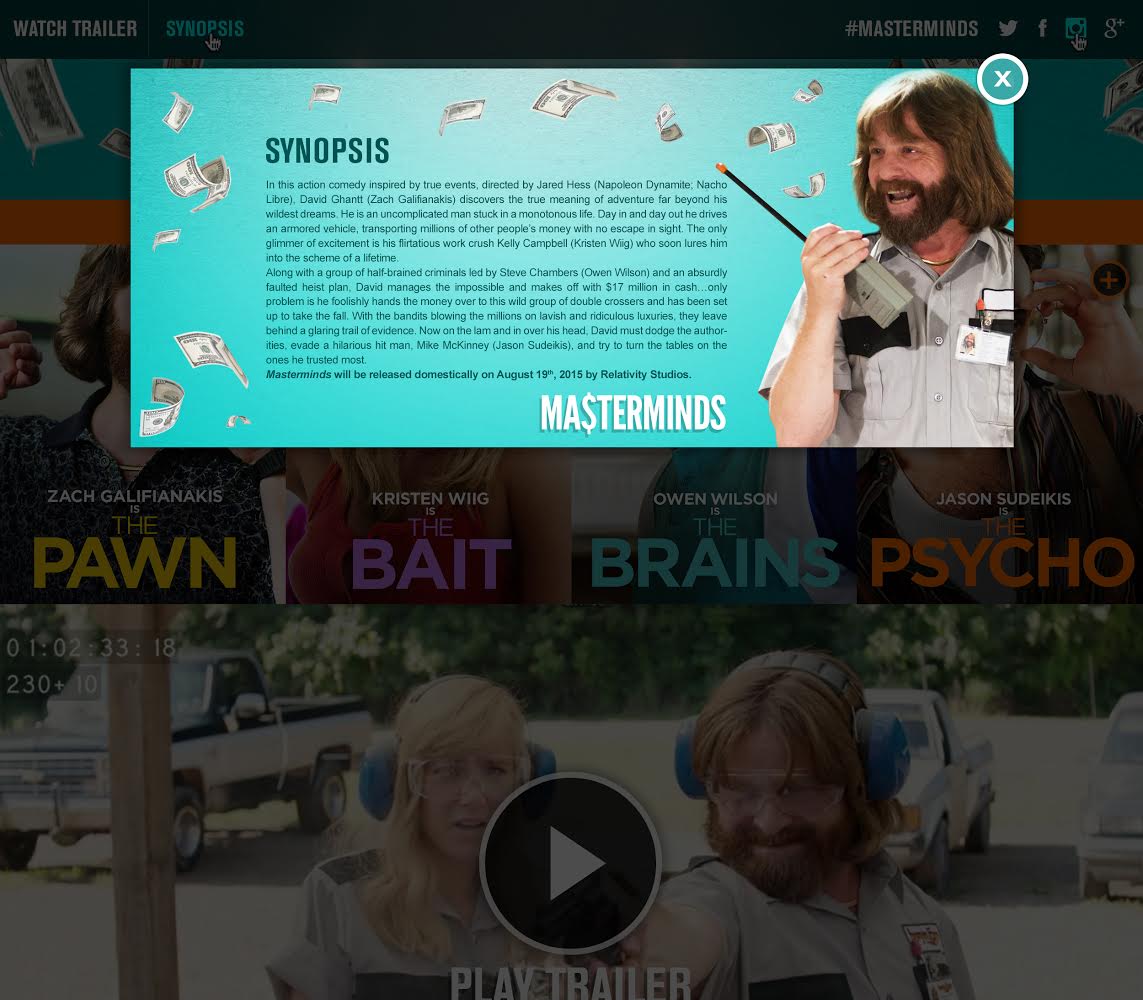 WATCH TRAILER
SYNOPSIS
#MASTERMINDS
g+
X
SYNOPSIS
In this action comedy inspired by true events, directed by Jared Hess (Napoleon Dynamite; Nacho
Libre), David Ghantt (Zach Galifianakis) discovers the true meaning of adventure far beyond his
wildest dreams. He is an uncomplicated man stuck in a monotonous life. Day in and day out he drives
an armored vehicle, transporting millions of other people's money with no escape in sight. The only
glimmer of excitement is his flirtatious work crush Kelly Campbell (Kristen Wiig) who soon lures him
into the scheme of a lifetime.
Along with a group of half-brained criminals led by Steve Chambers (Owen Wilson) and an absurdly
faulted heist plan, David manages the impossible and makes off with $17 million in cash…only
problem is he foolishly hands the money over to this wild group of double crossers and has been set
up to take the fall. With the bandits blowing the millions on lavish and ridiculous luxuries, they leave
behind a glaring trail of evidence. Now on the lam and in over his head, David must dodge the author-
ities, evade a hilarious hit man, Mike McKinney (Jason Sudeikis), and try to turn the tables on the
ones he trusted most.
Masterminds will be released domestically on August 19th, 2015 by Relativity Studios.
MA$TERMINDS
ZACH GALIFIANAKIS
IS
THE
PAWN
KRISTEN WIIG
IS
THE
BAIT
OWEN WILSON
IS
THE
BRAINS
JASON SUDEIKIS
IS
THE
PSYCHO
01:02:33:18
230+10
PLAY TRAILER